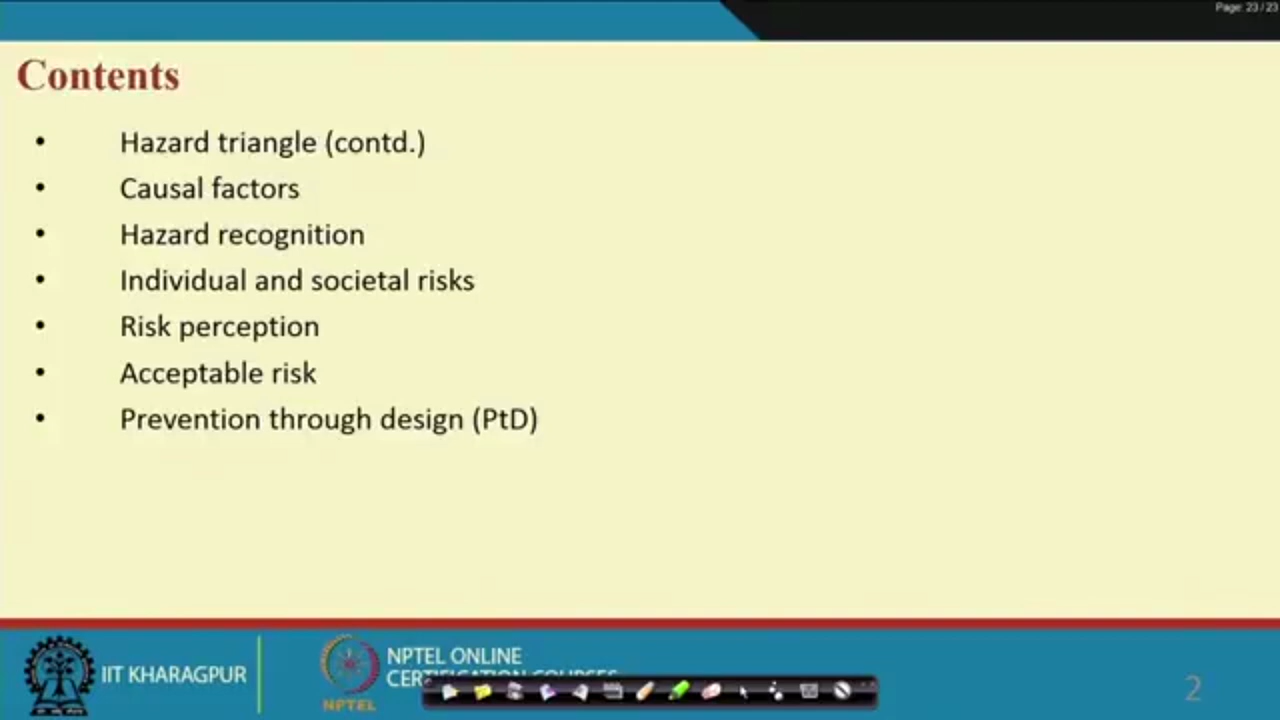 Page: 23 / 23
Contents
• Hazard triangle (contd.)
• Causal factors
• Hazard recognition
• Individual and societal risks
• Risk perception
• Acceptable risk
• Prevention through design (PtD)
IIT KHARAGPUR
NPTEL
NPTEL ONLINE
CERTIFICATION COURSES
2